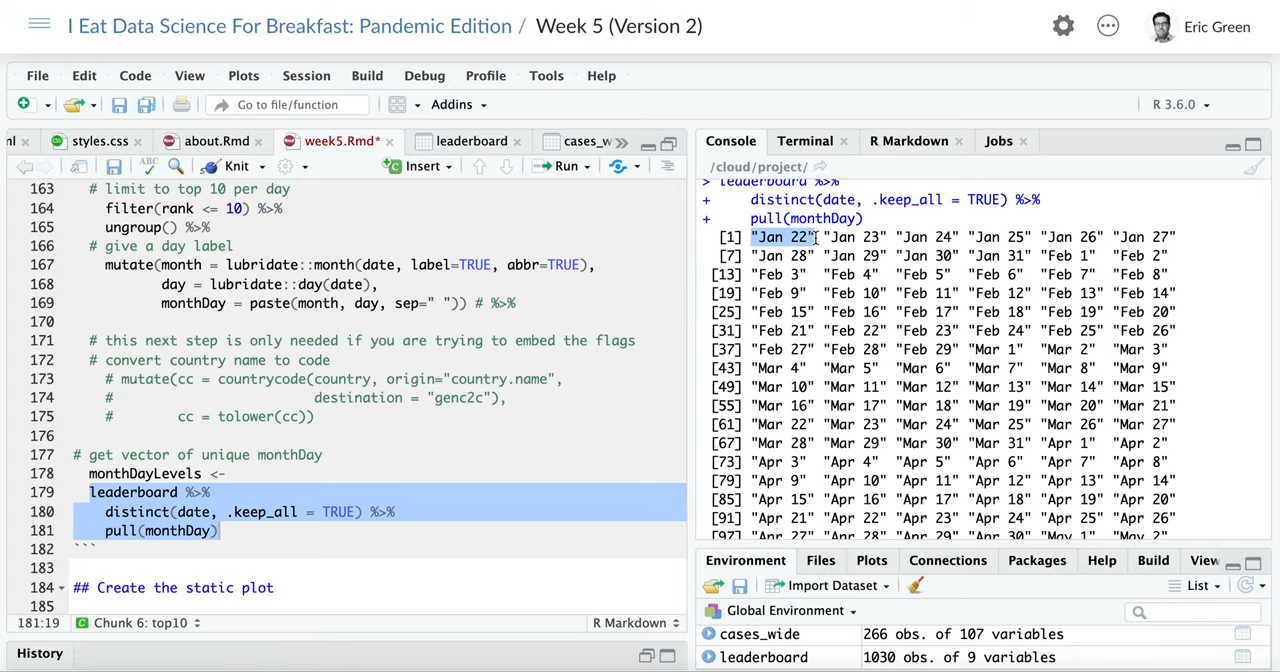 I Eat Data Science For Breakfast: Pandemic Edition / Week 5 (Version 2)
Eric Green
File Edit Code View Plots Session Build Debug Profile Tools Help
Go to file/function
Addins
R 3.6.0
styles.css
about.Rmd
week5.Rmd*
leaderboard
cases_w
ABC
Knit
Insert
Run
163 # limit to top 10 per day
164 filter(rank <= 10) %>%
165 ungroup() %>%
166 # give a day label
167 mutate(month = lubridate::month(date, label=TRUE, abbr=TRUE),
168 day = lubridate::day(date),
169 monthDay = paste(month, day, sep=" ")) # %>%
170
171 # this next step is only needed if you are trying to embed the flags
172 # convert country name to code
173 # mutate(cc = countrycode(country, origin="country.name",
174 # destination = "genc2c"),
175 # cc = tolower(cc))
176
177 # get vector of unique monthDay
178 monthDayLevels <-
179 leaderboard %>%
180 distinct(date, .keep_all = TRUE) %>%
181 pull(monthDay)
182 ```
183
184 ## Create the static plot
185
181:19 Chunk 6: top10 R Markdown
History
Console Terminal R Markdown Jobs
/cloud/project/
> leaderboard %>%
+ distinct(date, .keep_all = TRUE) %>%
+ pull(monthDay)
[1] "Jan 22" "Jan 23" "Jan 24" "Jan 25" "Jan 26" "Jan 27"
[7] "Jan 28" "Jan 29" "Jan 30" "Jan 31" "Feb 1" "Feb 2"
[13] "Feb 3" "Feb 4" "Feb 5" "Feb 6" "Feb 7" "Feb 8"
[19] "Feb 9" "Feb 10" "Feb 11" "Feb 12" "Feb 13" "Feb 14"
[25] "Feb 15" "Feb 16" "Feb 17" "Feb 18" "Feb 19" "Feb 20"
[31] "Feb 21" "Feb 22" "Feb 23" "Feb 24" "Feb 25" "Feb 26"
[37] "Feb 27" "Feb 28" "Feb 29" "Mar 1" "Mar 2" "Mar 3"
[43] "Mar 4" "Mar 5" "Mar 6" "Mar 7" "Mar 8" "Mar 9"
[49] "Mar 10" "Mar 11" "Mar 12" "Mar 13" "Mar 14" "Mar 15"
[55] "Mar 16" "Mar 17" "Mar 18" "Mar 19" "Mar 20" "Mar 21"
[61] "Mar 22" "Mar 23" "Mar 24" "Mar 25" "Mar 26" "Mar 27"
[67] "Mar 28" "Mar 29" "Mar 30" "Mar 31" "Apr 1" "Apr 2"
[73] "Apr 3" "Apr 4" "Apr 5" "Apr 6" "Apr 7" "Apr 8"
[79] "Apr 9" "Apr 10" "Apr 11" "Apr 12" "Apr 13" "Apr 14"
[85] "Apr 15" "Apr 16" "Apr 17" "Apr 18" "Apr 19" "Apr 20"
[91] "Apr 21" "Apr 22" "Apr 23" "Apr 24" "Apr 25" "Apr 26"
[97] "Apr 27" "Apr 28" "Apr 29" "Apr 30" "May 1" "May 2"
Environment Files Plots Connections Packages Help Build View
Import Dataset
List
Global Environment
cases_wide 266 obs. of 107 variables
leaderboard 1030 obs. of 9 variables